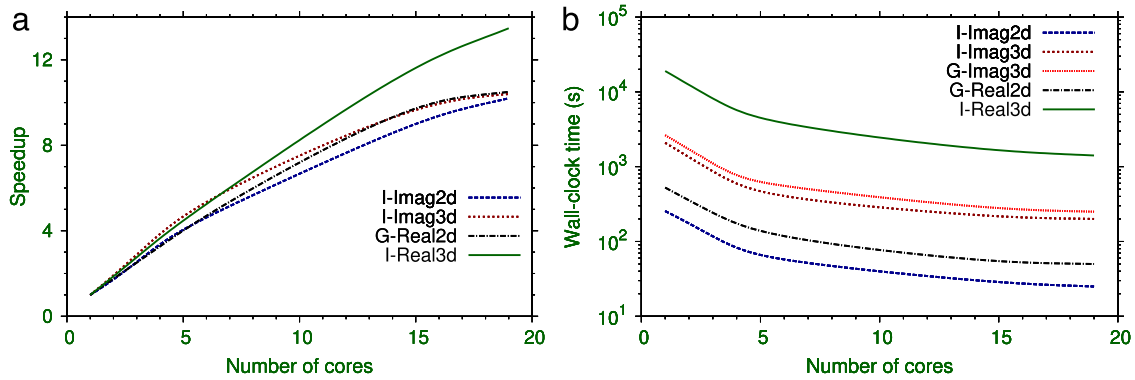 a
Speedup
12
8
4
0
0 5 10 15 20
Number of cores
I-Imag2d
I-Imag3d
G-Real2d
I-Real3d
b
Wall-clock time (s)
10^5
10^4
10^3
10^2
10^1
0 5 10 15 20
Number of cores
I-Imag2d
I-Imag3d
G-Imag3d
G-Real2d
I-Real3d